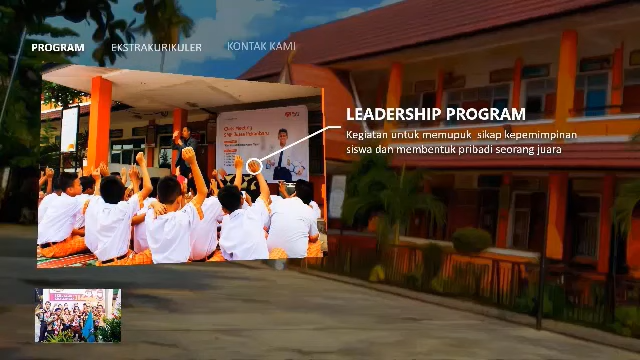 PROGRAM EKSTRAKURIKULER KONTAK KAMI
LEADERSHIP PROGRAM
Kegiatan untuk memupuk sikap kepemimpinan
siswa dan membentuk pribadi seorang juara